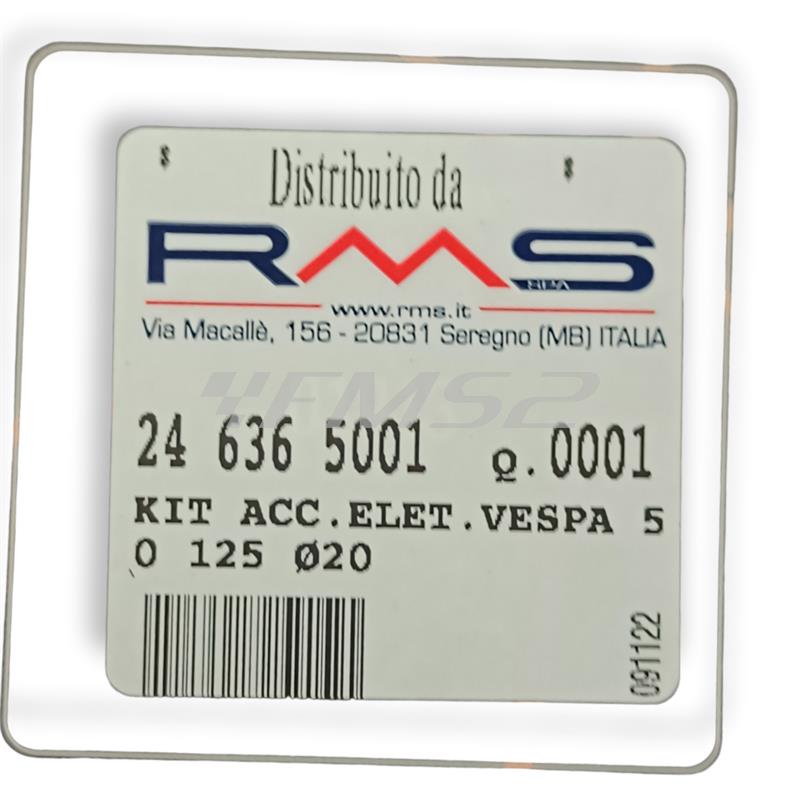 $ Distribuito da $
RMS
SPA
www.rms.it
Via Macallè, 156 - 20831 Seregno (MB) ITALIA
FMS2
24 636 5001 Q.0001
KIT ACC.ELET.VESPA 5
0 125 Ø20
091122